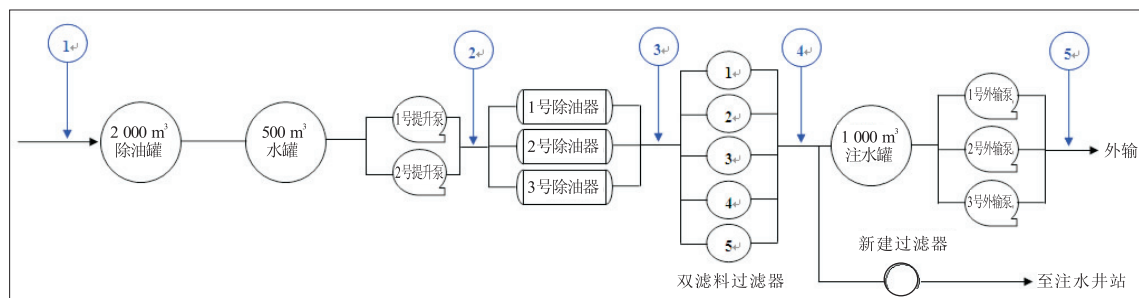 1↵
2↵
3↵
4↵
5↵
2 000 m³
除油罐
500 m³
水罐
1号提升泵
2号提升泵
1号除油器
2号除油器
3号除油器
1↵
2↵
3↵
4↵
5↵
双滤料过滤器
1 000 m³
注水罐
1号外输泵
2号外输泵
3号外输泵
外输
新建过滤器
至注水井站